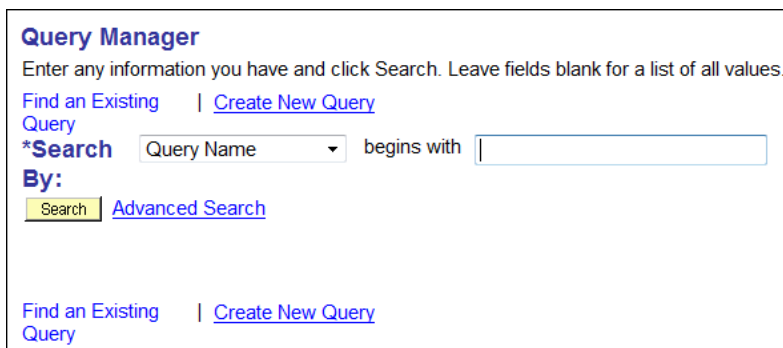 Query Manager
Enter any information you have and click Search. Leave fields blank for a list of all values.
Find an Existing Query | Create New Query
*Search By: Query Name begins with
Search Advanced Search
Find an Existing Query | Create New Query